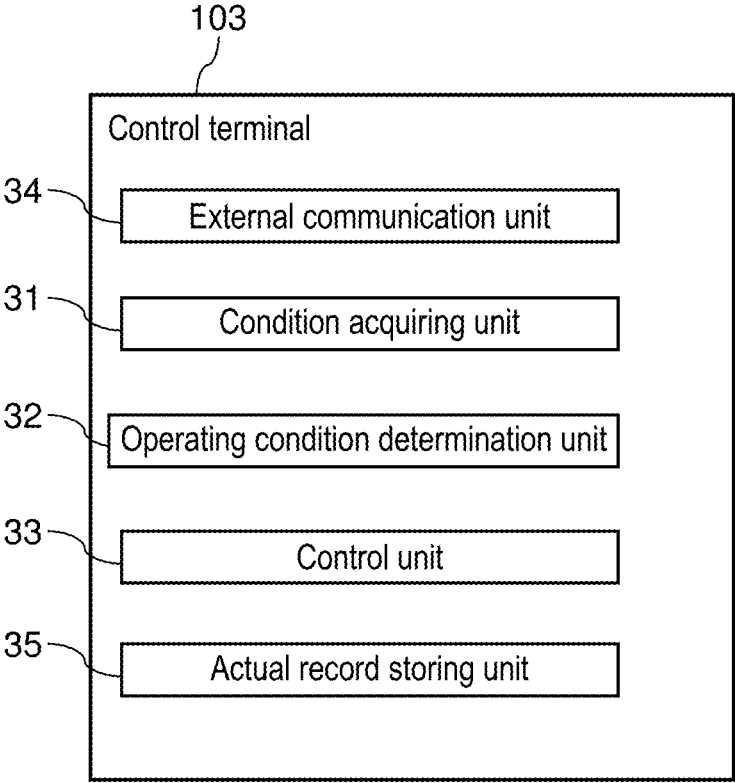 103
Control terminal
34
External communication unit
31
Condition acquiring unit
32
Operating condition determination unit
33
Control unit
35
Actual record storing unit